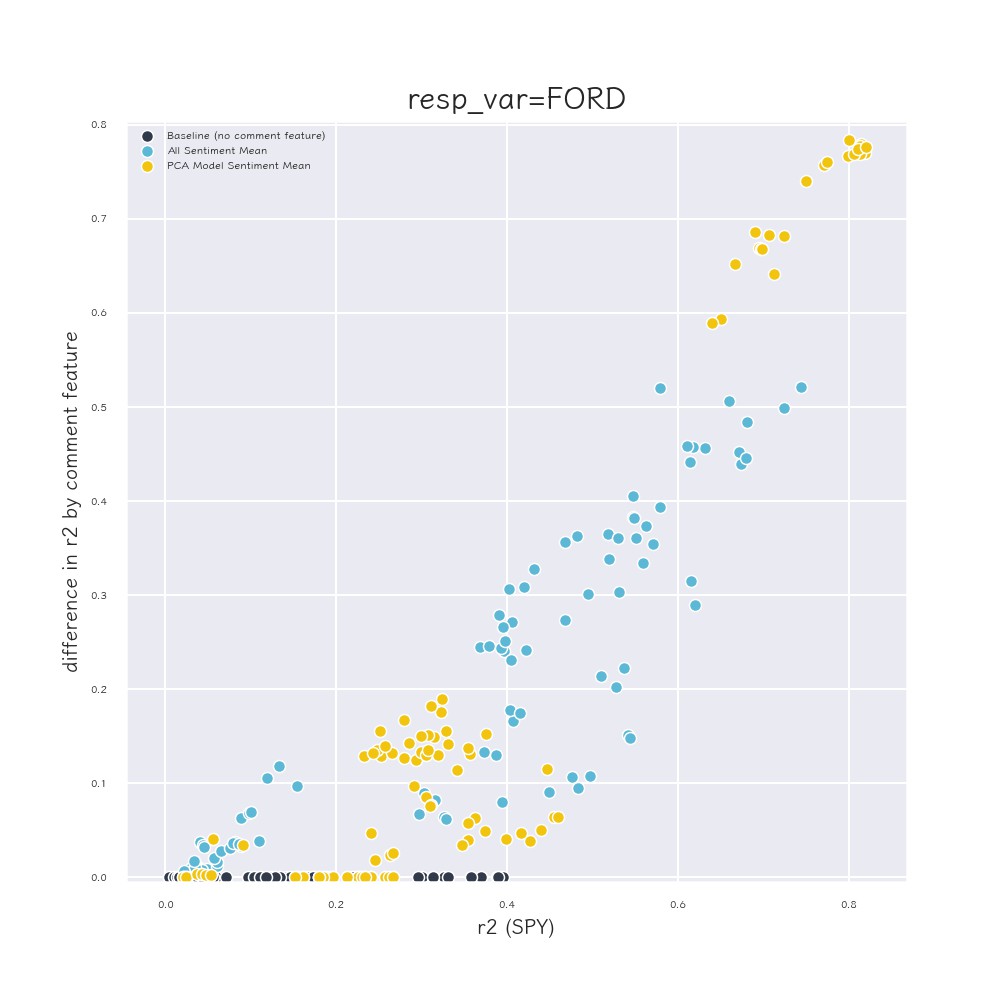 resp_var=FORD
Baseline (no comment feature)
All Sentiment Mean
PCA Model Sentiment Mean
difference in r2 by comment feature
0.8
0.7
0.6
0.5
0.4
0.3
0.2
0.1
0.0
0.0 0.2 0.4 0.6 0.8
r2 (SPY)